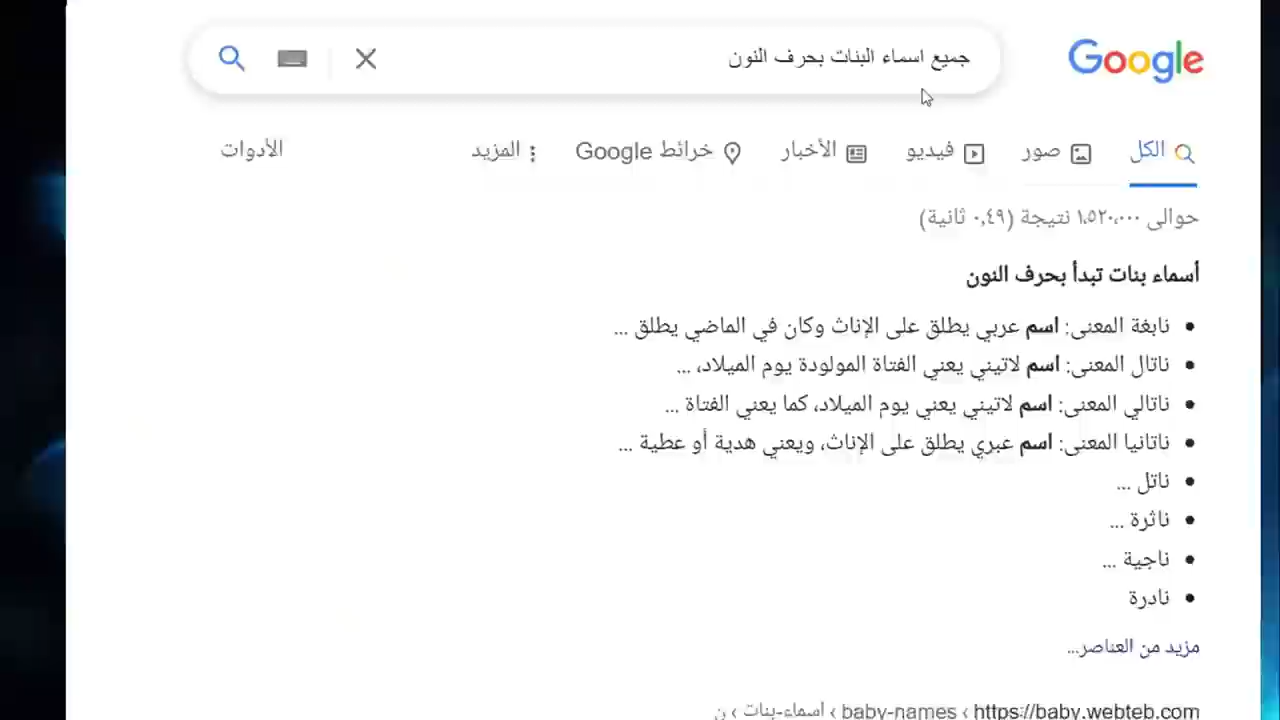 Google
جميع اسماء البنات بحرف النون
الكل صور فيديو الأخبار خرائط Google المزيد الأدوات
حوالى ١٬٥٢٠٬٠٠٠ نتيجة (٠٫٤٩ ثانية)
أسماء بنات تبدأ بحرف النون
• نابغة المعنى: اسم عربي يطلق على الإناث وكان في الماضي يطلق ...
• ناتال المعنى: اسم لاتيني يعني الفتاة المولودة يوم الميلاد، ...
• ناتالي المعنى: اسم لاتيني يعني يوم الميلاد، كما يعني الفتاة ...
• ناتانيا المعنى: اسم عبري يطلق على الإناث، ويعني هدية أو عطية ...
• ناتل ...
• ناثرة ...
• ناجية ...
• نادرة
مزيد من العناصر...
https://baby.webteb.com › baby-names › اسماء-بنات › ن